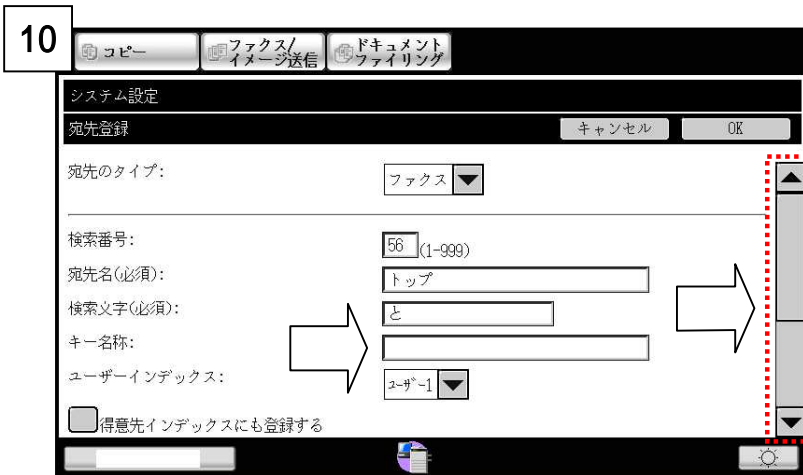 10
コピー
ファクス/
イメージ送信
ドキュメント
ファイリング
システム設定
宛先登録
キャンセル
OK
宛先のタイプ:
ファクス
検索番号:
56 (1-999)
宛先名(必須):
トップ
検索文字(必須):
と
キー名称:
ユーザーインデックス:
ユーザー1
得意先インデックスにも登録する